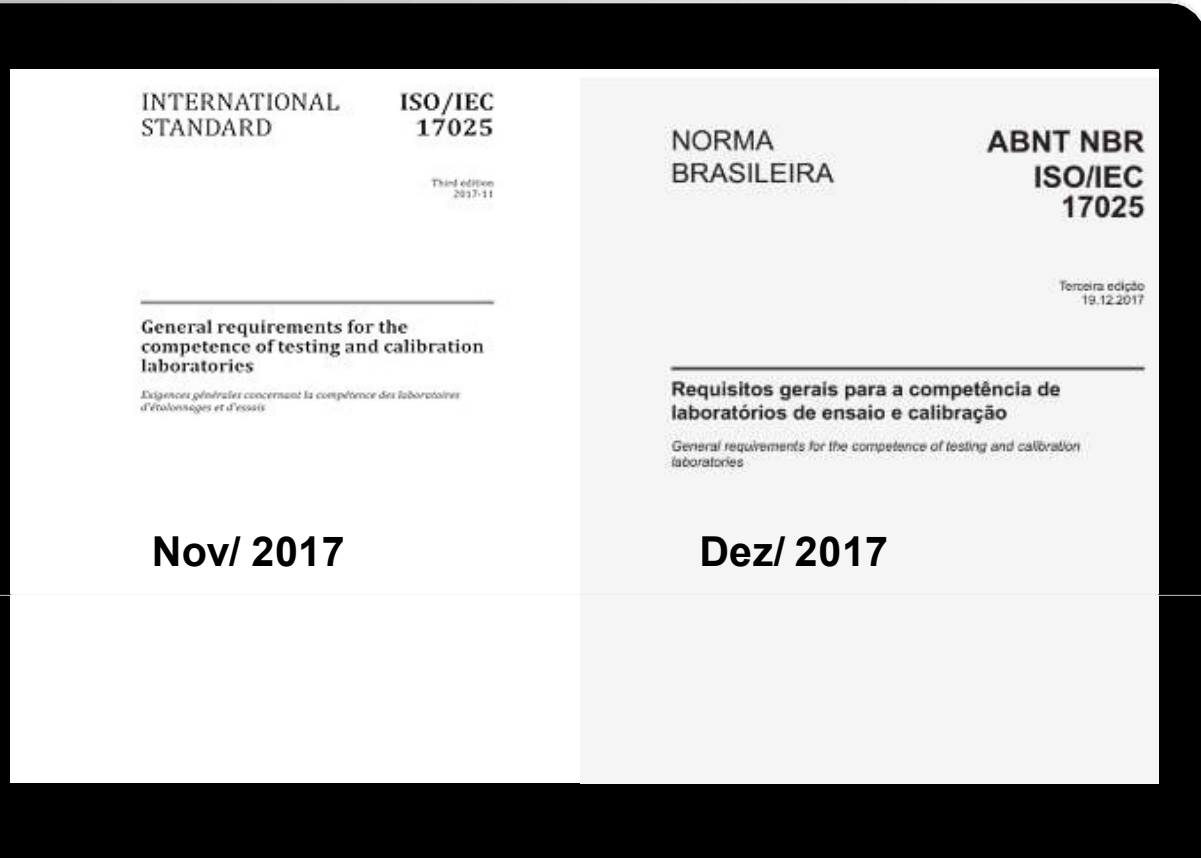 INTERNATIONAL
STANDARD
ISO/IEC
17025
Third edition
2017-11
General requirements for the
competence of testing and calibration
laboratories
Exigences générales concernant la compétence des laboratoires
d'étalonnages et d'essais
Nov/ 2017
NORMA
BRASILEIRA
ABNT NBR
ISO/IEC
17025
Terceira edição
19.12.2017
Requisitos gerais para a competência de
laboratórios de ensaio e calibração
General requirements for the competence of testing and calibration
laboratories
Dez/ 2017